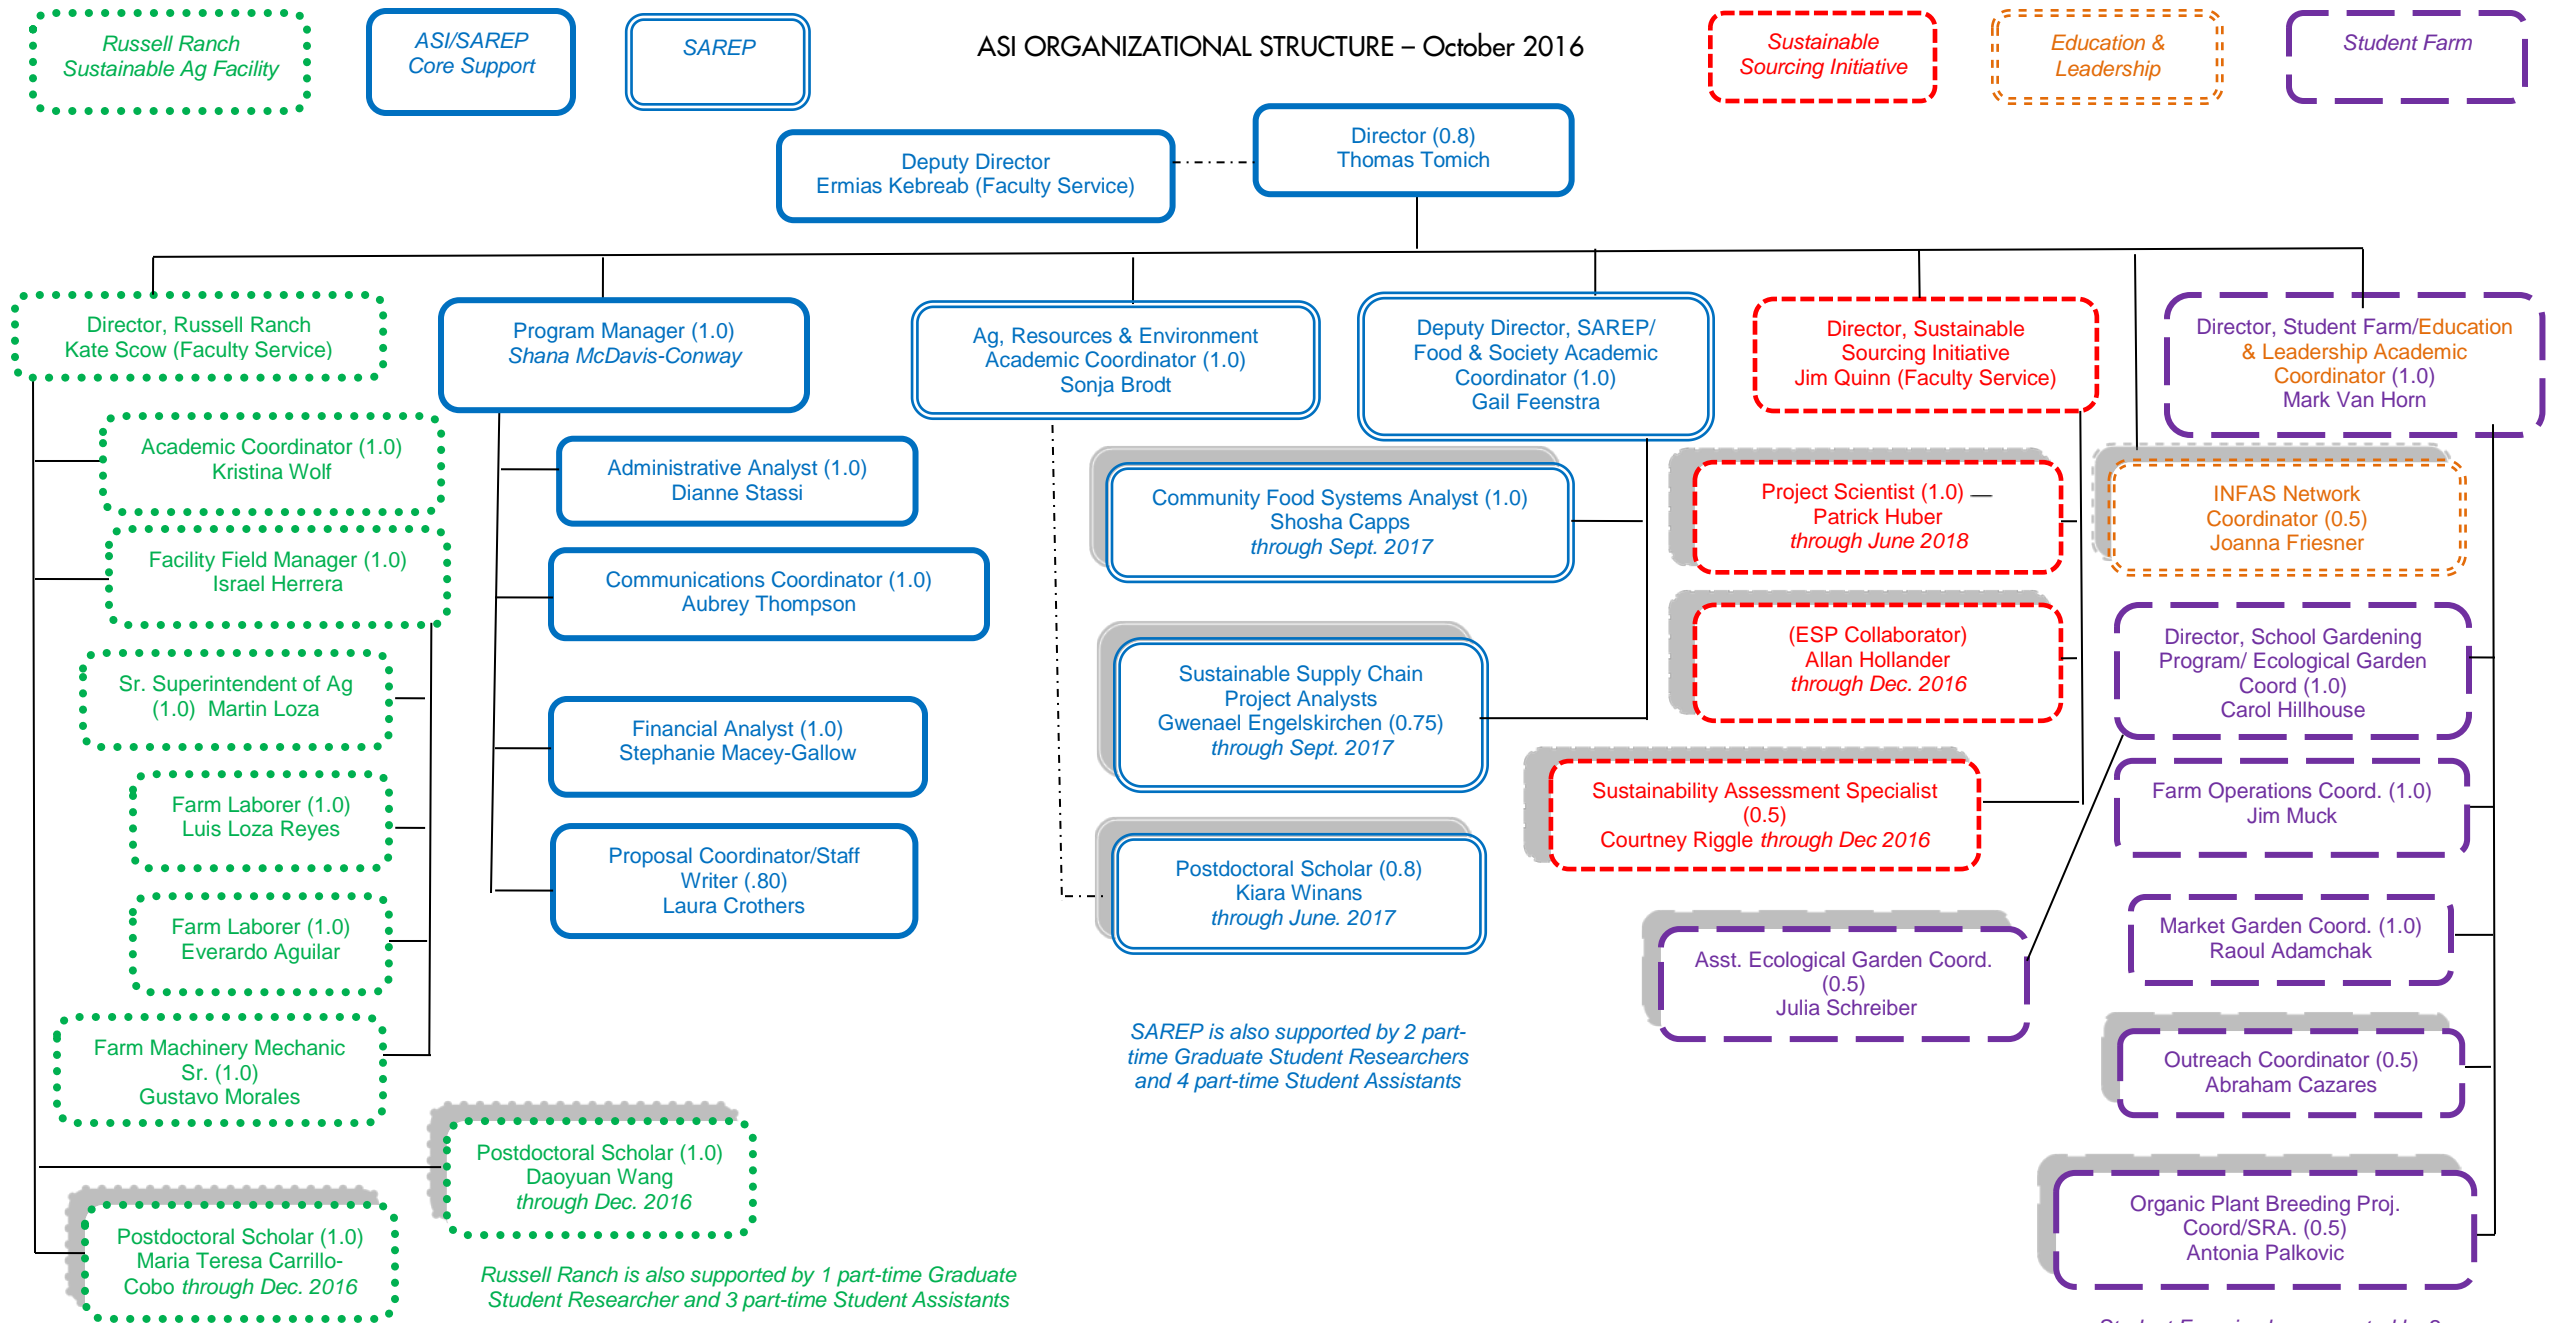 Russell Ranch
Sustainable Ag Facility
ASI/SAREP
Core Support
SAREP
ASI ORGANIZATIONAL STRUCTURE – October 2016
Sustainable
Sourcing Initiative
Education &
Leadership
Student Farm
Director (0.8)
Thomas Tomich
Deputy Director
Ermias Kebreab (Faculty Service)
Director, Russell Ranch
Kate Scow (Faculty Service)
Program Manager (1.0)
Shana McDavis-Conway
Ag, Resources & Environment
Academic Coordinator (1.0)
Sonja Brodt
Deputy Director, SAREP/
Food & Society Academic
Coordinator (1.0)
Gail Feenstra
Director, Sustainable
Sourcing Initiative
Jim Quinn (Faculty Service)
Director, Student Farm/Education
& Leadership Academic
Coordinator (1.0)
Mark Van Horn
Academic Coordinator (1.0)
Kristina Wolf
Facility Field Manager (1.0)
Israel Herrera
Sr. Superintendent of Ag
(1.0) Martin Loza
Farm Laborer (1.0)
Luis Loza Reyes
Farm Laborer (1.0)
Everardo Aguilar
Farm Machinery Mechanic
Sr. (1.0)
Gustavo Morales
Postdoctoral Scholar (1.0)
Daoyuan Wang
through Dec. 2016
Postdoctoral Scholar (1.0)
Maria Teresa Carrillo-
Cobo through Dec. 2016
Russell Ranch is also supported by 1 part-time Graduate
Student Researcher and 3 part-time Student Assistants
Administrative Analyst (1.0)
Dianne Stassi
Communications Coordinator (1.0)
Aubrey Thompson
Financial Analyst (1.0)
Stephanie Macey-Gallow
Proposal Coordinator/Staff
Writer (.80)
Laura Crothers
Community Food Systems Analyst (1.0)
Shosha Capps
through Sept. 2017
Sustainable Supply Chain
Project Analysts
Gwenael Engelskirchen (0.75)
through Sept. 2017
Postdoctoral Scholar (0.8)
Kiara Winans
through June. 2017
SAREP is also supported by 2 part-
time Graduate Student Researchers
and 4 part-time Student Assistants
Project Scientist (1.0)
Patrick Huber
through June 2018
(ESP Collaborator)
Allan Hollander
through Dec. 2016
Sustainability Assessment Specialist
(0.5)
Courtney Riggle through Dec 2016
INFAS Network
Coordinator (0.5)
Joanna Friesner
Director, School Gardening
Program/ Ecological Garden
Coord (1.0)
Carol Hillhouse
Farm Operations Coord. (1.0)
Jim Muck
Market Garden Coord. (1.0)
Raoul Adamchak
Asst. Ecological Garden Coord.
(0.5)
Julia Schreiber
Outreach Coordinator (0.5)
Abraham Cazares
Organic Plant Breeding Proj.
Coord/SRA. (0.5)
Antonia Palkovic